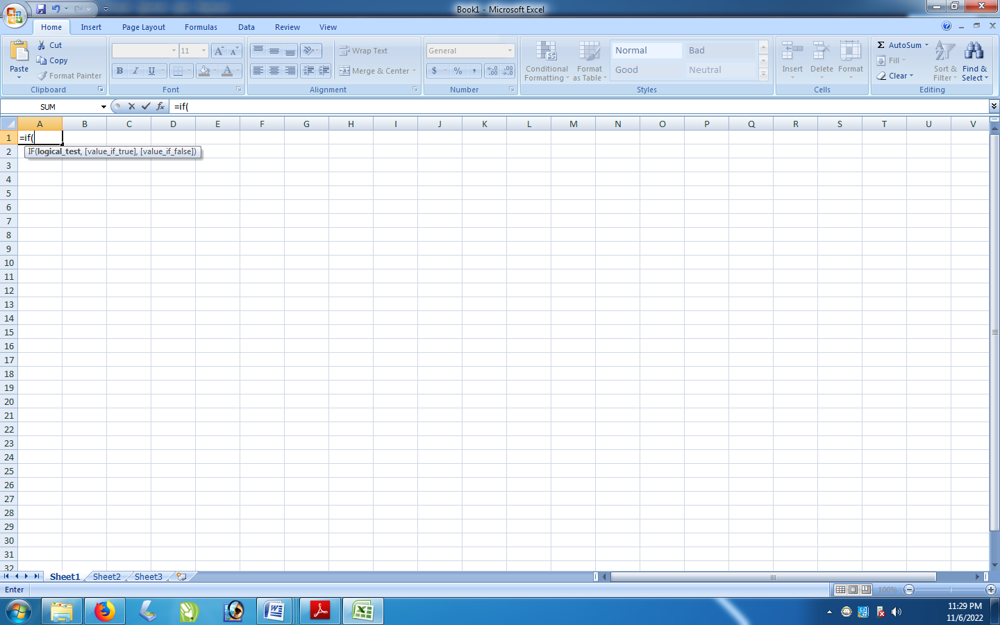 Book1 - Microsoft Excel
Home Insert Page Layout Formulas Data Review View
Paste Cut Copy Format Painter Clipboard
11 B I U A A A Font
Wrap Text Merge & Center Alignment
General $ % , Number
Conditional Formatting Format as Table Normal Bad Good Neutral Styles
Insert Delete Format Cells
Σ AutoSum Fill Clear Sort & Filter Find & Select Editing
SUM fx =if(
A B C D E F G H I J K L M N O P Q R S T U V
1 =if(
IF(logical_test, [value_if_true], [value_if_false])
2
3
4
5
6
7
8
9
10
11
12
13
14
15
16
17
18
19
20
21
22
23
24
25
26
27
28
29
30
31
32
Sheet1 Sheet2 Sheet3
Enter 100%
11:29 PM
11/6/2022